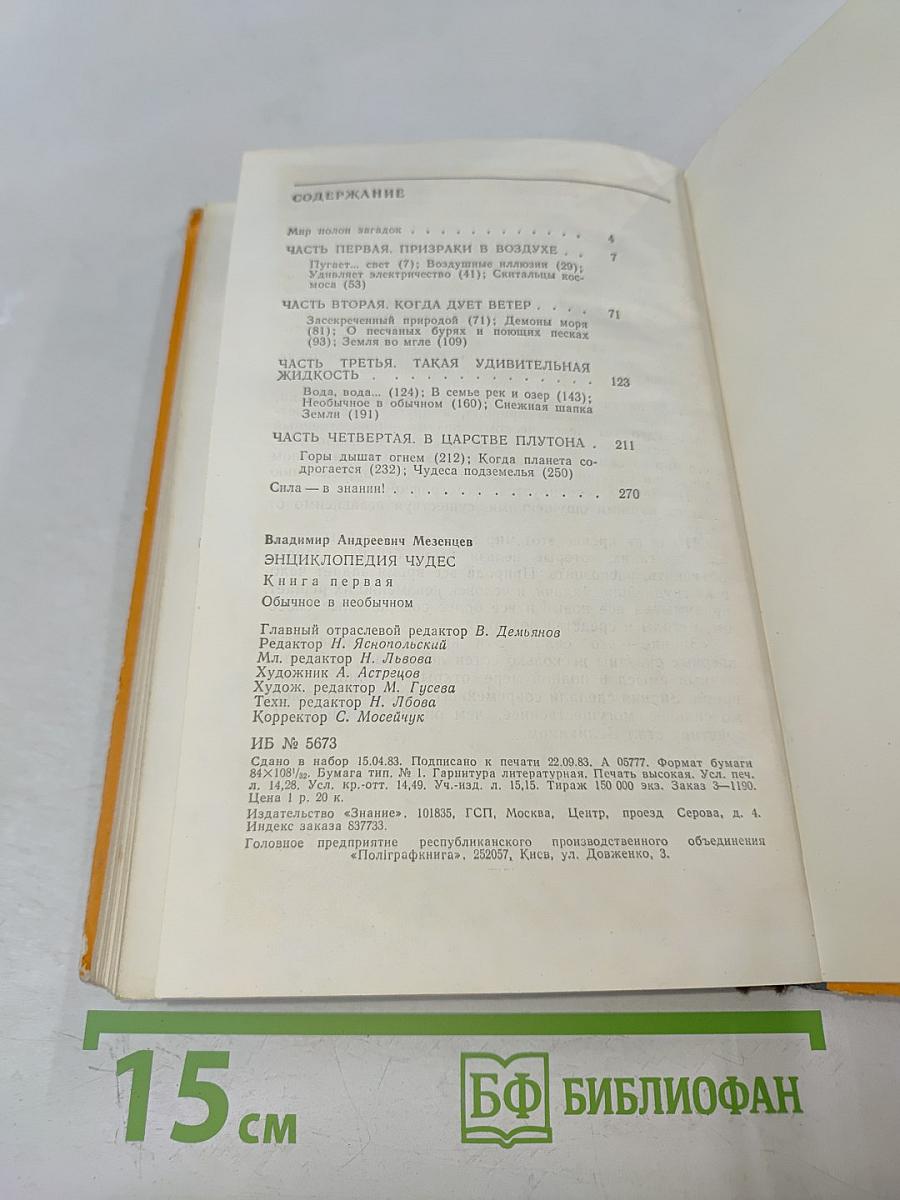 СОДЕРЖАНИЕ
Мир полон загадок . . . . . . . . . . . . 4
ЧАСТЬ ПЕРВАЯ. ПРИЗРАКИ В ВОЗДУХЕ . . 7
Пугает... свет (7); Воздушные иллюзии (29);
Удивляет электричество (41); Скитальцы кос-
моса (53)
ЧАСТЬ ВТОРАЯ. КОГДА ДУЕТ ВЕТЕР . . . . 71
Засекреченный природой (71); Демоны моря
(81); О песчаных бурях и поющих песках
(93); Земля во мгле (109)
ЧАСТЬ ТРЕТЬЯ. ТАКАЯ УДИВИТЕЛЬНАЯ
ЖИДКОСТЬ . . . . . . . . . . . . . . 123
Вода, вода... (124); В семье рек и озер (143);
Необычное в обычном (160); Снежная шапка
Земли (191)
ЧАСТЬ ЧЕТВЕРТАЯ. В ЦАРСТВЕ ПЛУТОНА . 211
Горы дышат огнем (212); Когда планета со-
дрогается (232); Чудеса подземелья (250)
Сила — в знании! . . . . . . . . . . . . . 270
Владимир Андреевич Мезенцев
ЭНЦИКЛОПЕДИЯ ЧУДЕС
Книга первая
Обычное в необычном
Главный отраслевой редактор В. Демьянов
Редактор Н. Яснопольский
Мл. редактор Н. Львова
Художник А. Астрецов
Худож. редактор М. Гусева
Техн. редактор Н. Лбова
Корректор С. Мосейчук
ИБ № 5673
Сдано в набор 15.04.83. Подписано к печати 22.09.83. А 05777. Формат бумаги
84×108¹/₃₂. Бумага тип. № 1. Гарнитура литературная. Печать высокая. Усл. печ.
л. 14,28. Усл. кр.-отт. 14,49. Уч.-изд. л. 15,15. Тираж 150 000 экз. Заказ 3—1190.
Цена 1 р. 20 к.
Издательство «Знание». 101835, ГСП, Москва, Центр, проезд Серова, д. 4.
Индекс заказа 837733.
Головное предприятие республиканского производственного объединения
«Поліграфкнига», 252057, Киев, ул. Довженко, 3.
15 см
БФ БИБЛИОФАН